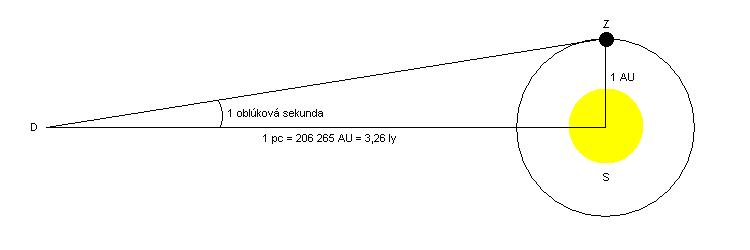 Z
1 AU
1 oblúková sekunda
D
1 pc = 206 265 AU = 3,26 ly
S